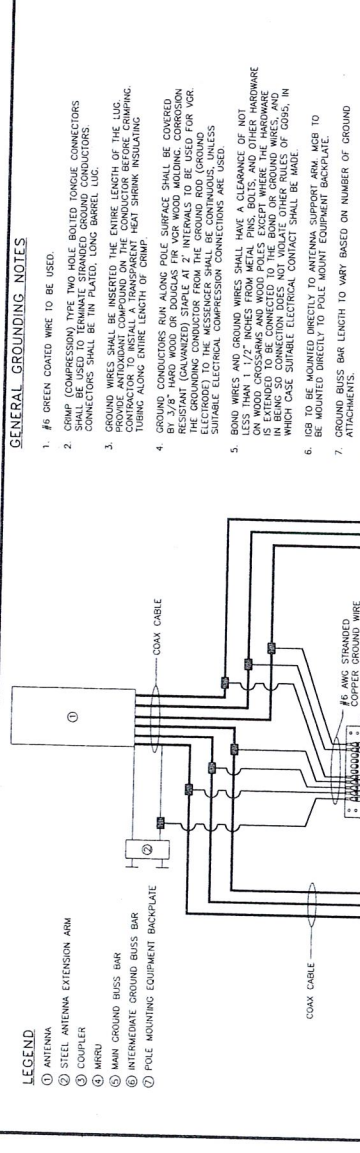 LEGEND
① ANTENNA
② STEEL ANTENNA EXTENSION ARM
③ COUPLER
④ MRRU
⑤ MAIN GROUND BUSS BAR
⑥ INTERMEDIATE GROUND BUSS BAR
⑦ POLE MOUNTING EQUIPMENT BACKPLATE
①
②
COAX CABLE
COAX CABLE
#6 AWG STRANDED
COPPER GROUND WIRE
GENERAL GROUNDING NOTES
1. #6 GREEN COATED WIRE TO BE USED.
2. CRIMP (COMPRESSION) TYPE TWO HOLE BOLTED TONGUE CONNECTORS
SHALL BE USED TO TERMINATE STRANDED GROUND CONDUCTORS.
CONNECTORS SHALL BE TIN PLATED, LONG BARREL LUG.
3. GROUND WIRES SHALL BE INSERTED THE ENTIRE LENGTH OF THE LUG.
PROVIDE ANTIOXIDANT COMPOUND ON THE CONDUCTOR BEFORE CRIMPING.
CONTRACTOR TO INSTALL A TRANSPARENT HEAT SHRINK INSULATING
TUBING ALONG ENTIRE LENGTH OF CRIMP.
4. GROUND CONDUCTORS RUN ALONG POLE SURFACE SHALL BE COVERED
BY 3/8" HARD WOOD OR DOUGLAS FIR VGR WOOD MOLDING. CORROSION
RESISTANT (GALVANIZED) STAPLE AT 2' INTERVALS TO BE USED FOR VGR.
THE GROUNDING CONDUCTOR FROM THE GROUND ROD (GROUND
ELECTRODE) TO THE MESSENGER SHALL BE CONTINUOUS, UNLESS
SUITABLE ELECTRICAL COMPRESSION CONNECTIONS ARE USED.
5. BOND WIRES AND GROUND WIRES SHALL HAVE A CLEARANCE OF NOT
LESS THAN 1 1/2" INCHES FROM METAL PINS, BOLTS, AND OTHER HARDWARE
ON WOOD CROSSARMS AND WOOD POLES EXCEPT WHERE THE HARDWARE
IS EXTENDED TO BE CONNECTED TO THE BOND OR GROUND WIRES, AND
IN BEING SO CONNECTION DOES NOT VIOLATE OTHER RULES OF GO95, IN
WHICH CASE SUITABLE ELECTRICAL CONTACT SHALL BE MADE.
6. IGB TO BE MOUNTED DIRECTLY TO ANTENNA SUPPORT ARM. MGB TO
BE MOUNTED DIRECTLY TO POLE MOUNT EQUIPMENT BACKPLATE.
7. GROUND BUSS BAR LENGTH TO VARY BASED ON NUMBER OF GROUND
ATTACHMENTS.